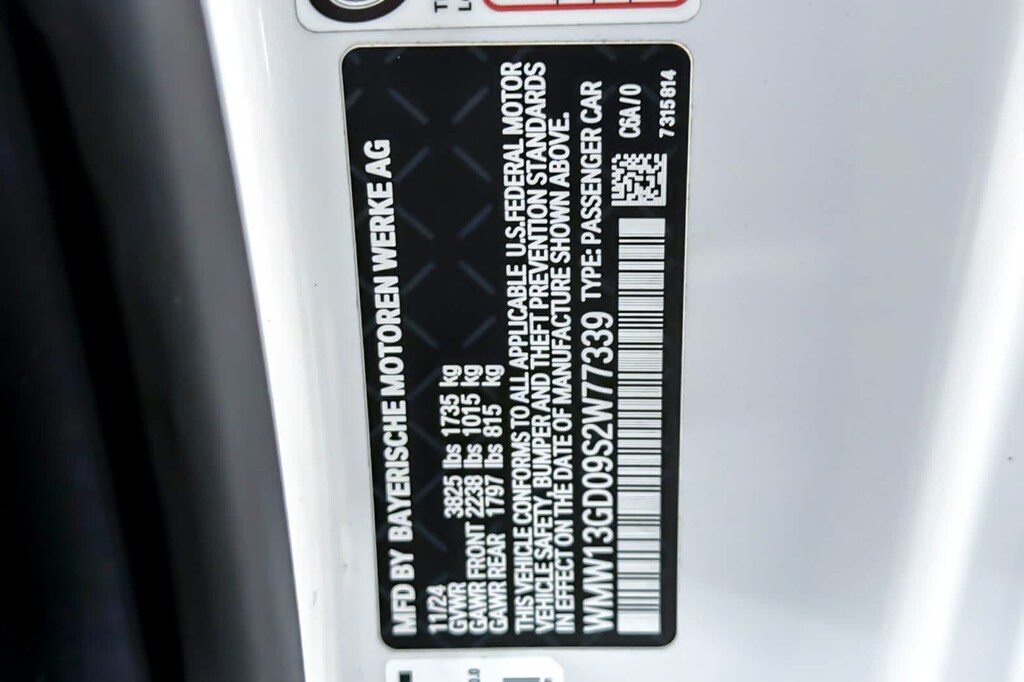 MFD BY BAYERISCHE MOTOREN WERKE AG
11/24
GVWR 3825 lbs 1735 kg
GAWR FRONT 2238 lbs 1015 kg
GAWR REAR 1797 lbs 815 kg
THIS VEHICLE CONFORMS TO ALL APPLICABLE U.S.FEDERAL MOTOR
VEHICLE SAFETY, BUMPER AND THEFT PREVENTION STANDARDS
IN EFFECT ON THE DATE OF MANUFACTURE SHOWN ABOVE.
WMW13GD09S2W77339 TYPE: PASSENGER CAR
C6A/0
7315814